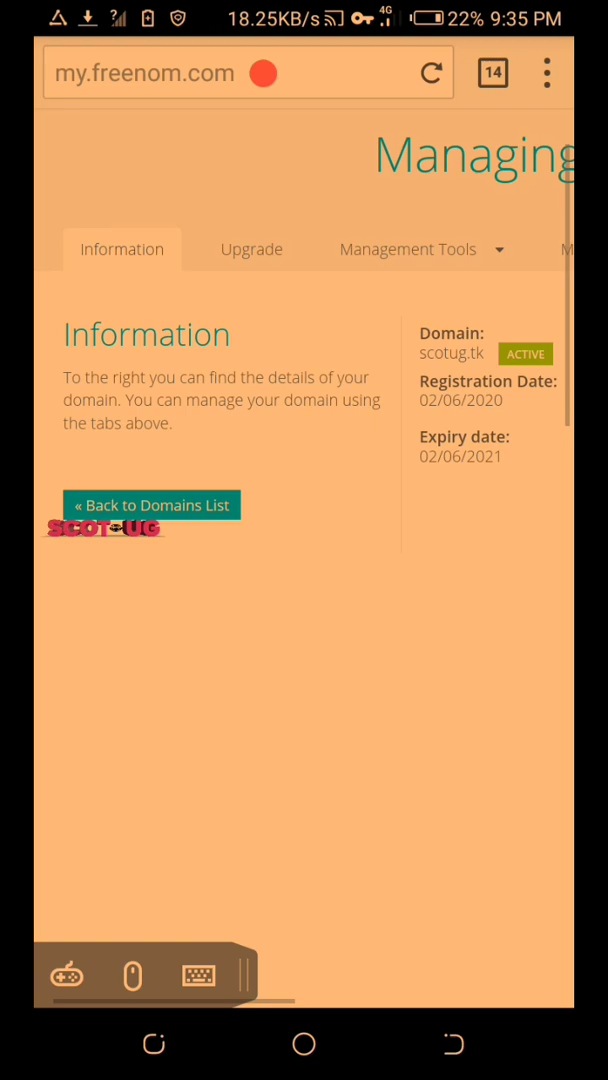 18.25KB/s 4G 22% 9:35 PM
my.freenom.com
14
Managing
Information Upgrade Management Tools M
Information
To the right you can find the details of your
domain. You can manage your domain using
the tabs above.
« Back to Domains List
SCOT-UG
Domain:
scotug.tk ACTIVE
Registration Date:
02/06/2020
Expiry date:
02/06/2021